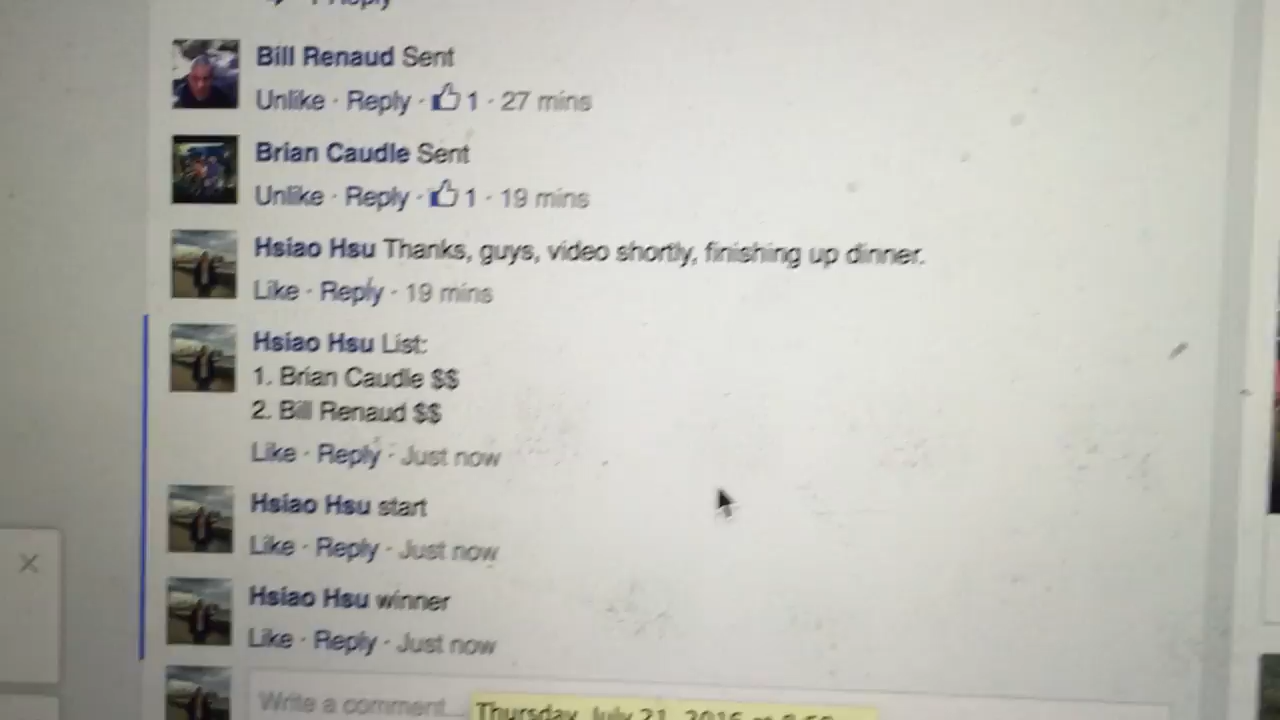 1 Reply
Bill Renaud Sent
Unlike · Reply · 1 · 27 mins
Brian Caudle Sent
Unlike · Reply · 1 · 19 mins
Hsiao Hsu Thanks, guys, video shortly, finishing up dinner.
Like · Reply · 19 mins
Hsiao Hsu List:
1. Brian Caudle $$
2. Bill Renaud $$
Like · Reply · Just now
Hsiao Hsu start
Like · Reply · Just now
Hsiao Hsu winner
Like · Reply · Just now
Write a comment...
Thursday, July 21, 2016 at